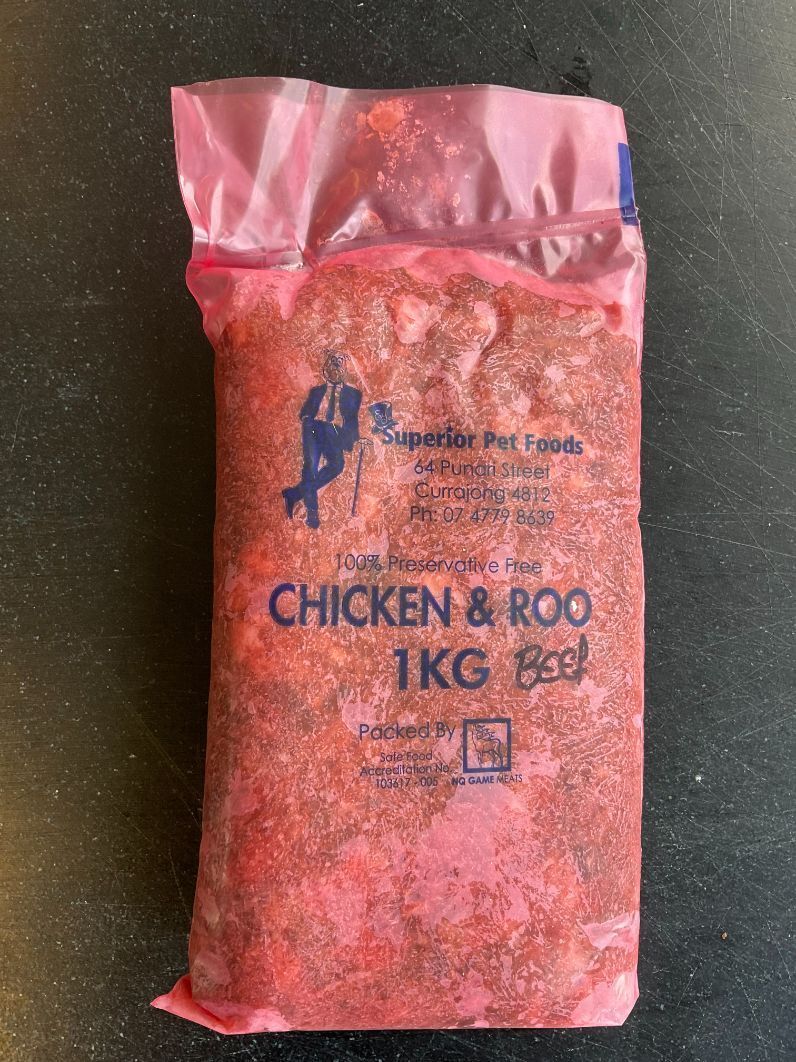 Superior Pet Foods
64 Punari Street
Currajong 4812
Ph: 07 4779 8639
100% Preservative Free
CHICKEN & ROO
1KG BEEF
Packed By
Safe Food
Accreditation No.
103617 - 006
NQ GAME MEATS